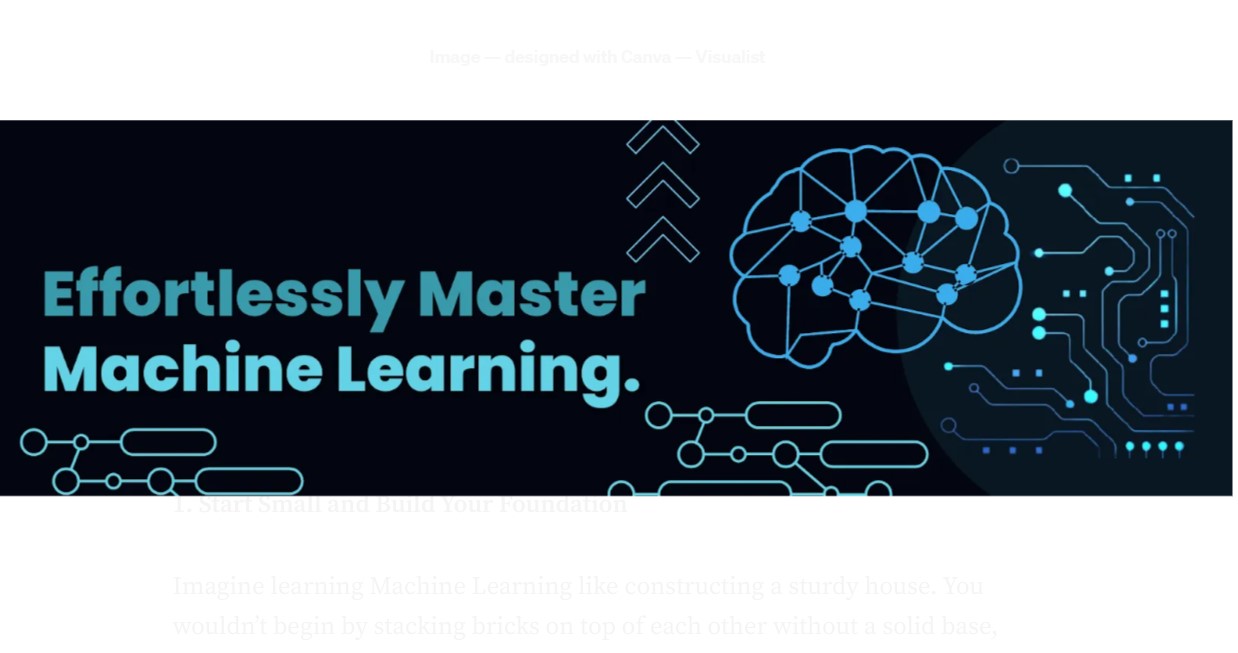 Image — designed with Canva — Visualist
Effortlessly Master
Machine Learning.
1. Start Small and Build Your Foundation
Imagine learning Machine Learning like constructing a sturdy house. You
wouldn't begin by stacking bricks on top of each other without a solid base,